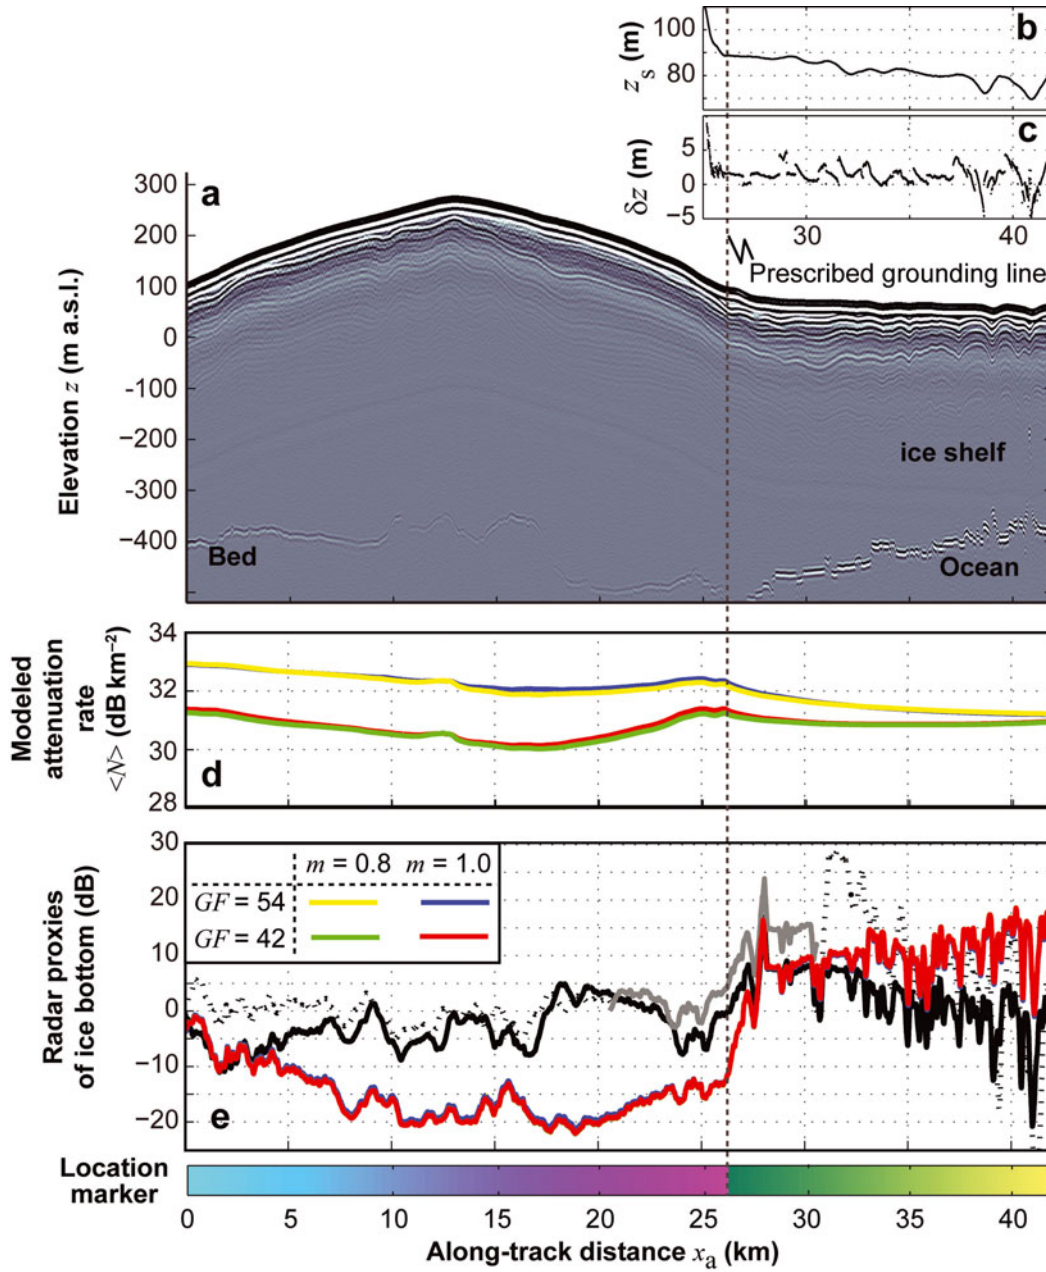 b
110
80
z_s (m)
c
5
0
−5
δz (m)
30
40
Prescribed grounding line
a
300
200
100
0
-100
−200
−300
−400
Elevation z (m a.s.l.)
ice shelf
Bed
Ocean
34
32
30
28
Modeled
attenuation
rate
<N> (dB km⁻²)
d
30
20
10
0
−10
−20
Radar proxies
of ice bottom (dB)
m = 0.8 m = 1.0
GF = 54
GF = 42
e
Location
marker
0 5 10 15 20 25 30 35 40
Along-track distance x_a (km)